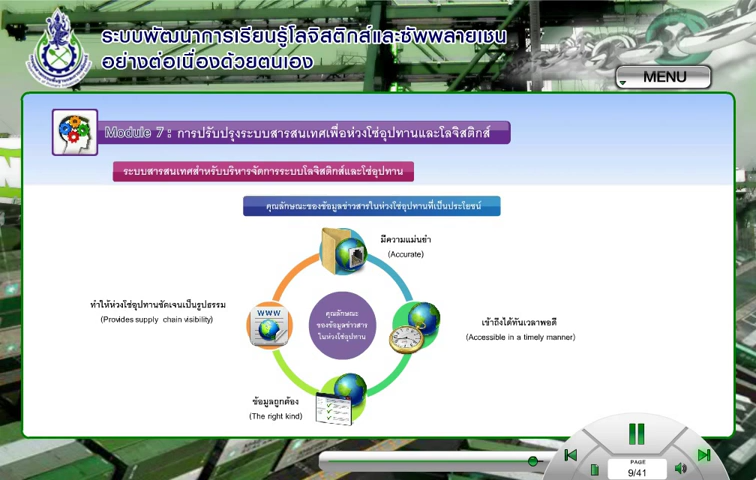 ระบบพัฒนาการเรียนรู้โลจิสติกส์และซัพพลายเชน
อย่างต่อเนื่องด้วยตนเอง
MENU
Module 7 : การปรับปรุงระบบสารสนเทศเพื่อห่วงโซ่อุปทานและโลจิสติกส์
ระบบสารสนเทศสำหรับบริหารจัดการระบบโลจิสติกส์และโซ่อุปทาน
คุณลักษณะของข้อมูลข่าวสารในห่วงโซ่อุปทานที่เป็นประโยชน์
มีความแม่นยำ
(Accurate)
ทำให้ห่วงโซ่อุปทานชัดเจนเป็นรูปธรรม
(Provides supply chain visibility)
WWW
คุณลักษณะ
ของข้อมูลข่าวสาร
ในห่วงโซ่อุปทาน
เข้าถึงได้ทันเวลาพอดี
(Accessible in a timely manner)
ข้อมูลถูกต้อง
(The right kind)
PAGE
9/41